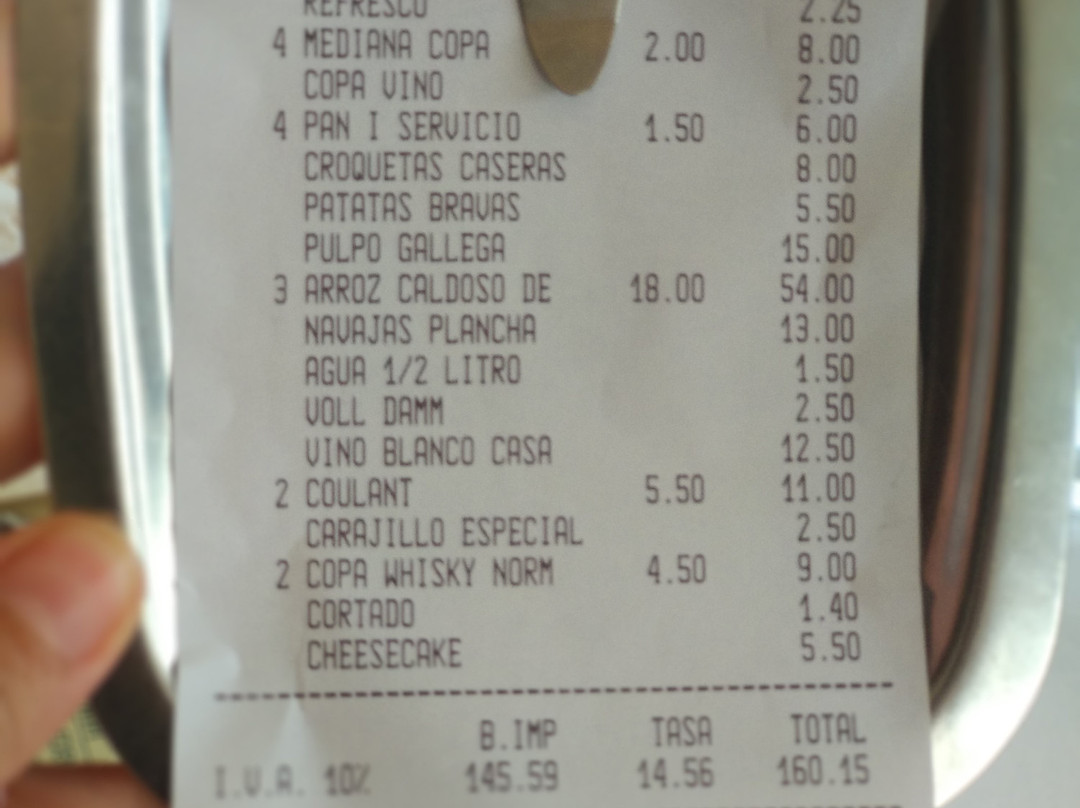 REFRESCO 2.25
4 MEDIANA COPA 2.00 8.00
COPA VINO 2.50
4 PAN I SERVICIO 1.50 6.00
CROQUETAS CASERAS 8.00
PATATAS BRAVAS 5.50
PULPO GALLEGA 15.00
3 ARROZ CALDOSO DE 18.00 54.00
NAVAJAS PLANCHA 13.00
AGUA 1/2 LITRO 1.50
VOLL DAMM 2.50
VINO BLANCO CASA 12.50
2 COULANT 5.50 11.00
CARAJILLO ESPECIAL 2.50
2 COPA WHISKY NORM 4.50 9.00
CORTADO 1.40
CHEESECAKE 5.50
B.IMP TASA TOTAL
I.V.A. 10% 145.59 14.56 160.15